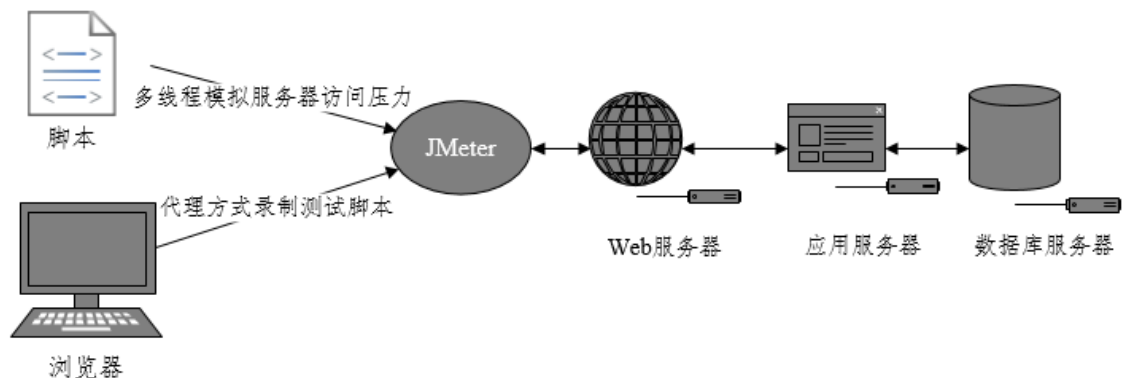 多线程模拟服务器访问压力
脚本
JMeter
代理方式录制测试脚本
Web服务器
应用服务器
数据库服务器
浏览器